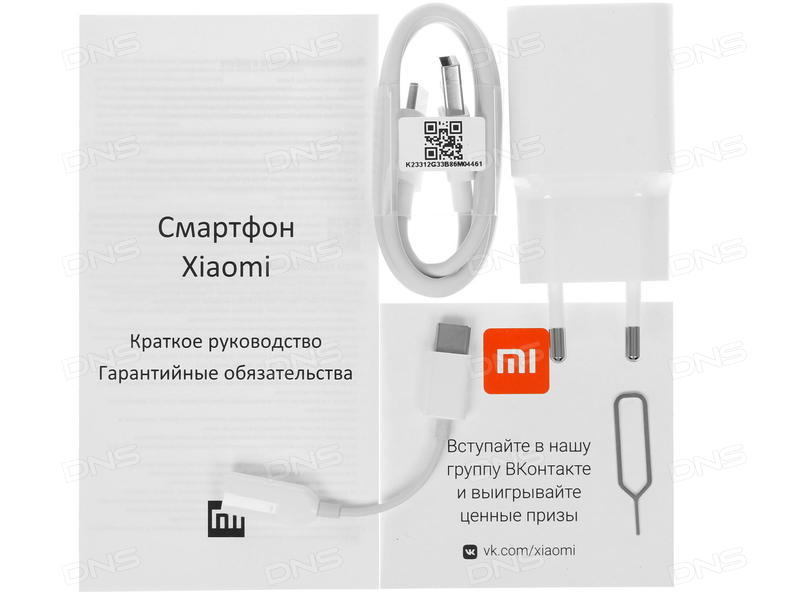 Смартфон
Xiaomi
Краткое руководство
Гарантийные обязательства
K23312G33B86M04461
mi
Вступайте в нашу
группу ВКонтакте
и выигрывайте
ценные призы
vk.com/xiaomi
DNS